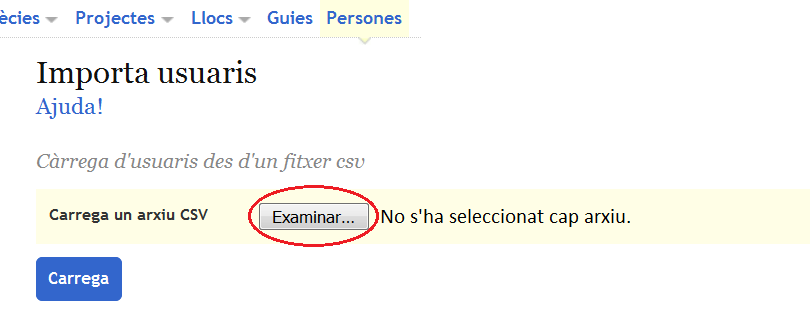 Projectes Llocs Guies Persones
Importa usuaris
Ajuda!
Càrrega d'usuaris des d'un fitxer csv
Carrega un arxiu CSV Examinar... No s'ha seleccionat cap arxiu.
Carrega